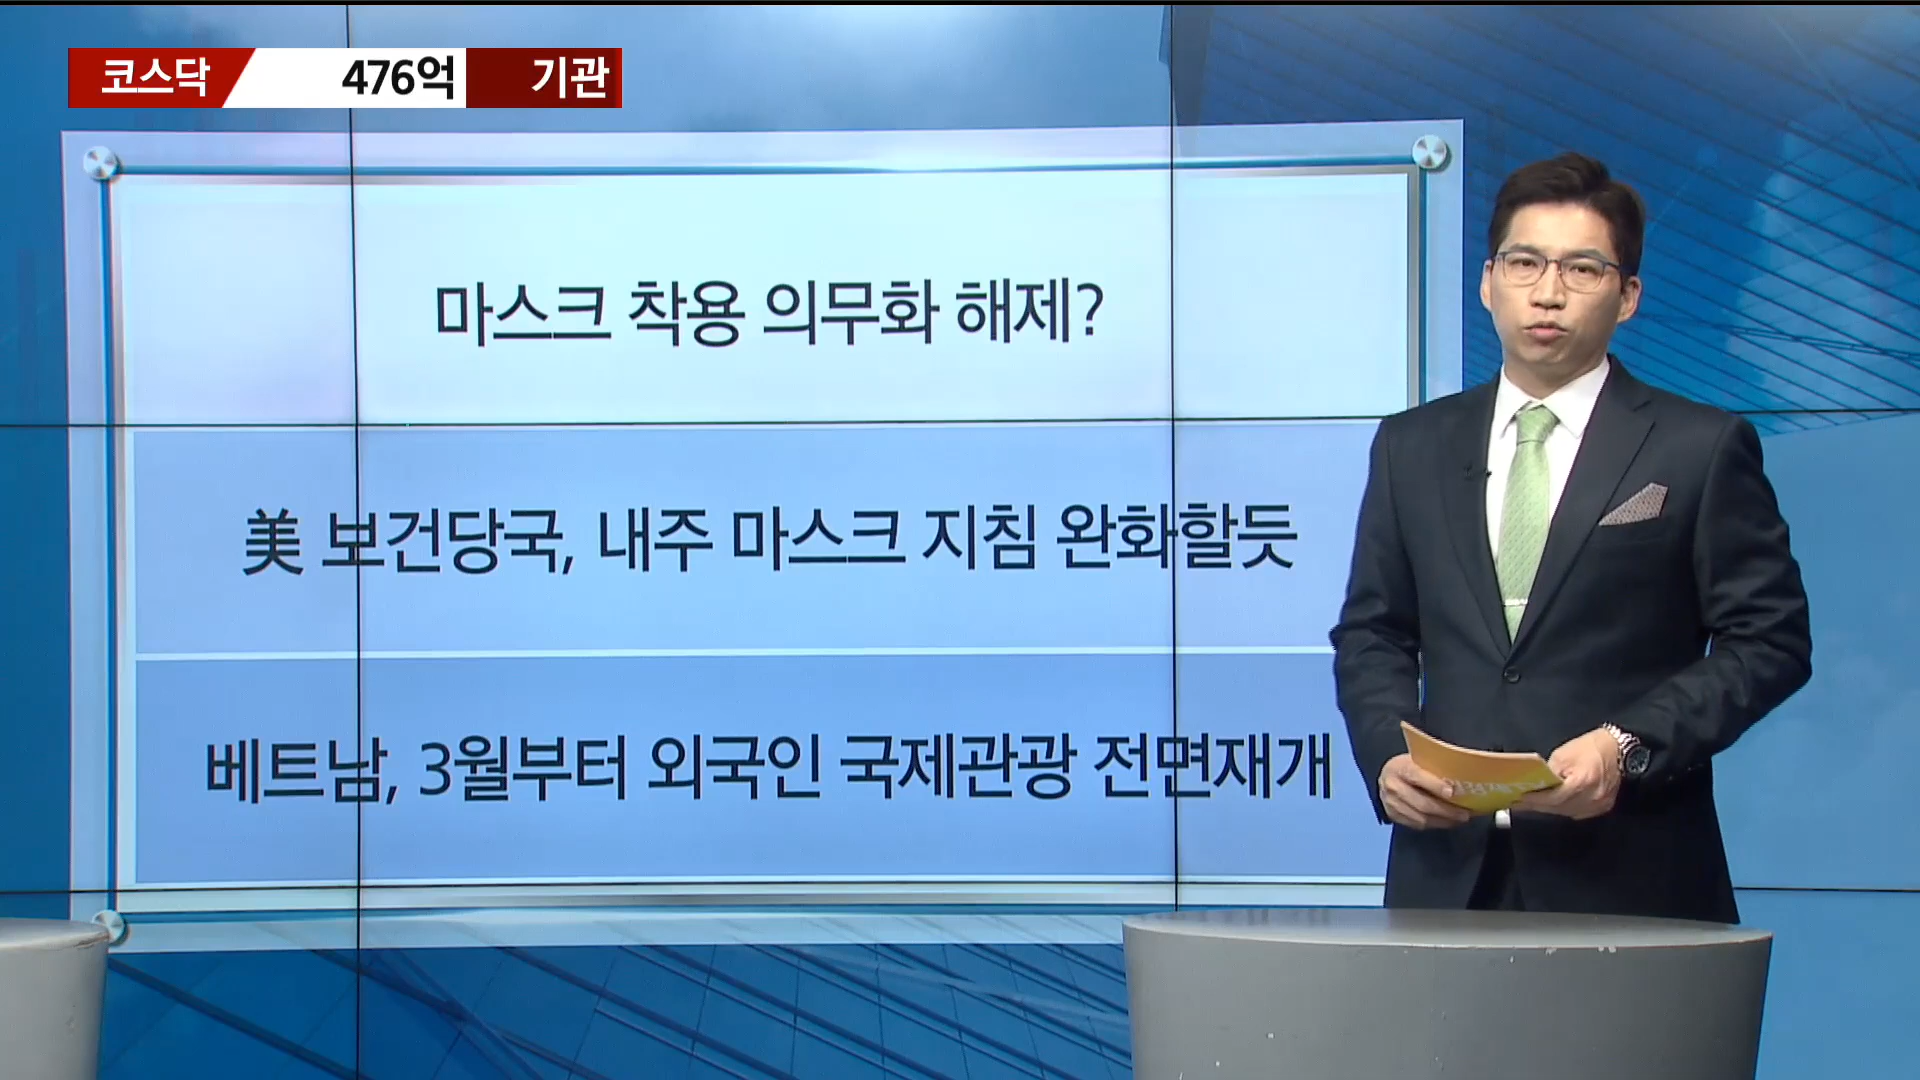 코스닥 476억 기관
마스크 착용 의무화 해제?
美 보건당국, 내주 마스크 지침 완화할듯
베트남, 3월부터 외국인 국제관광 전면재개